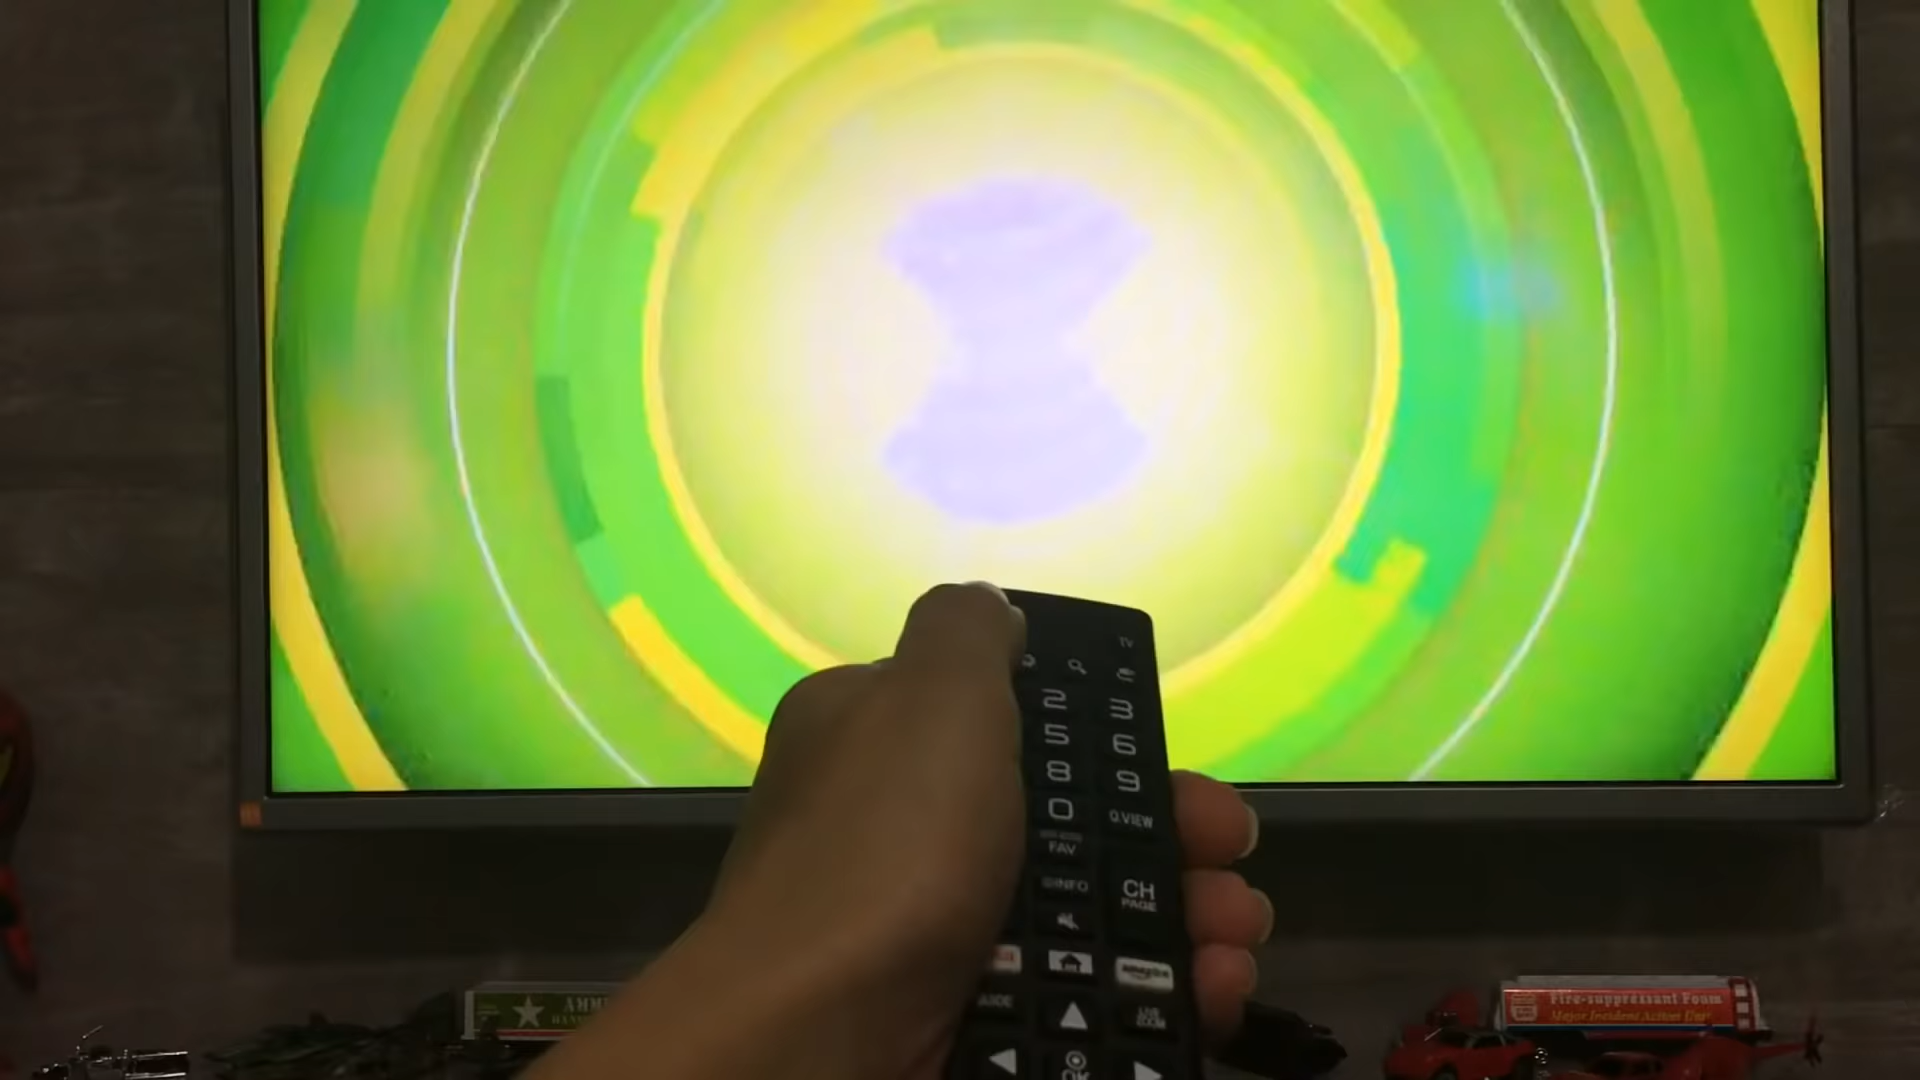 TV
2
3
5
6
8
9
0
Q.VIEW
FAV
INFO
CH
PAGE
amazon
LIVE
ZOOM
OK
AMM
Fire-suppressant Foam
Major Incident Action Unit